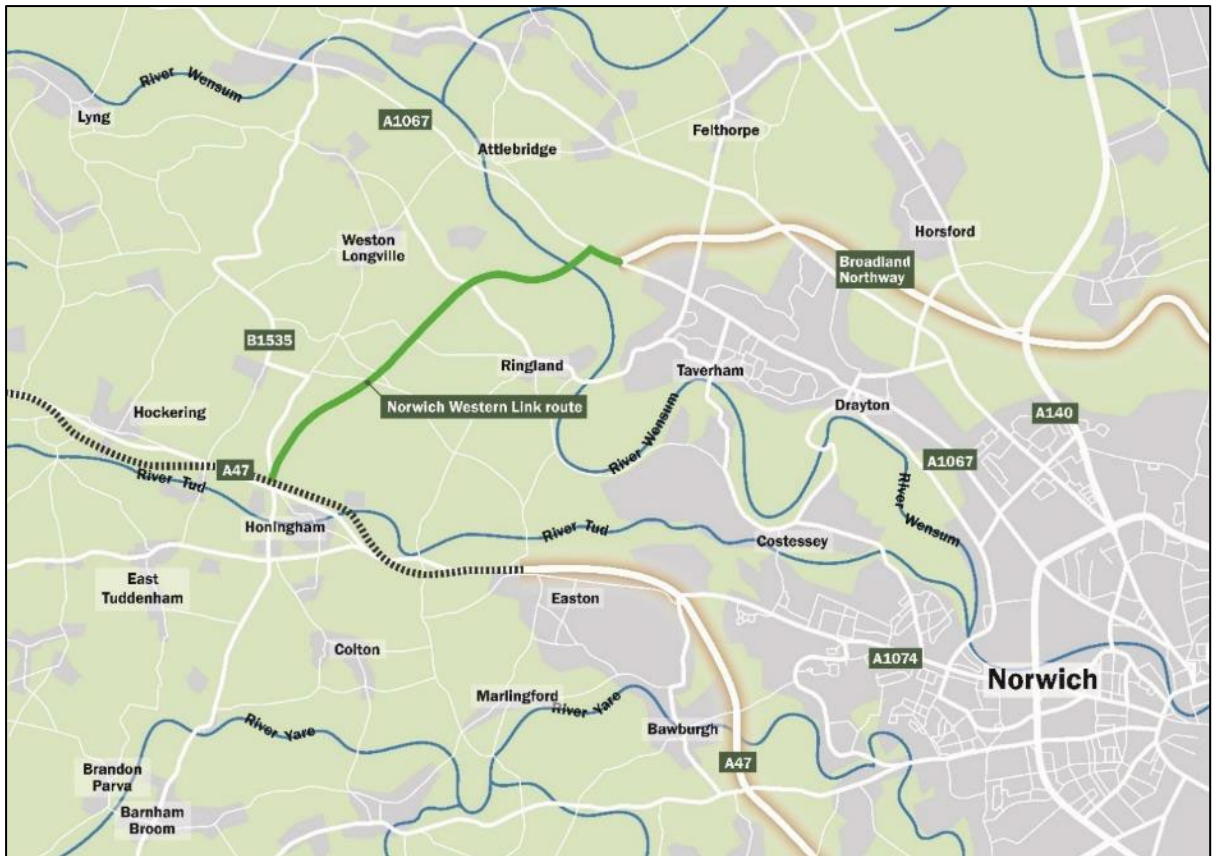 River Wensum
Lyng
A1067
Felthorpe
Attlebridge
Weston
Longville
Horsford
Broadland
Northway
B1535
Ringland
Taverham
Norwich Western Link route
Hockering
Drayton
A140
River Wensum
A1067
A47
River Tud
River Wensum
Honingham
River Tud
Costessey
East
Tuddenham
Easton
Colton
A1074
Norwich
Marlingford
River Yare
River Yare
Bawburgh
A47
Brandon
Parva
Barnham
Broom